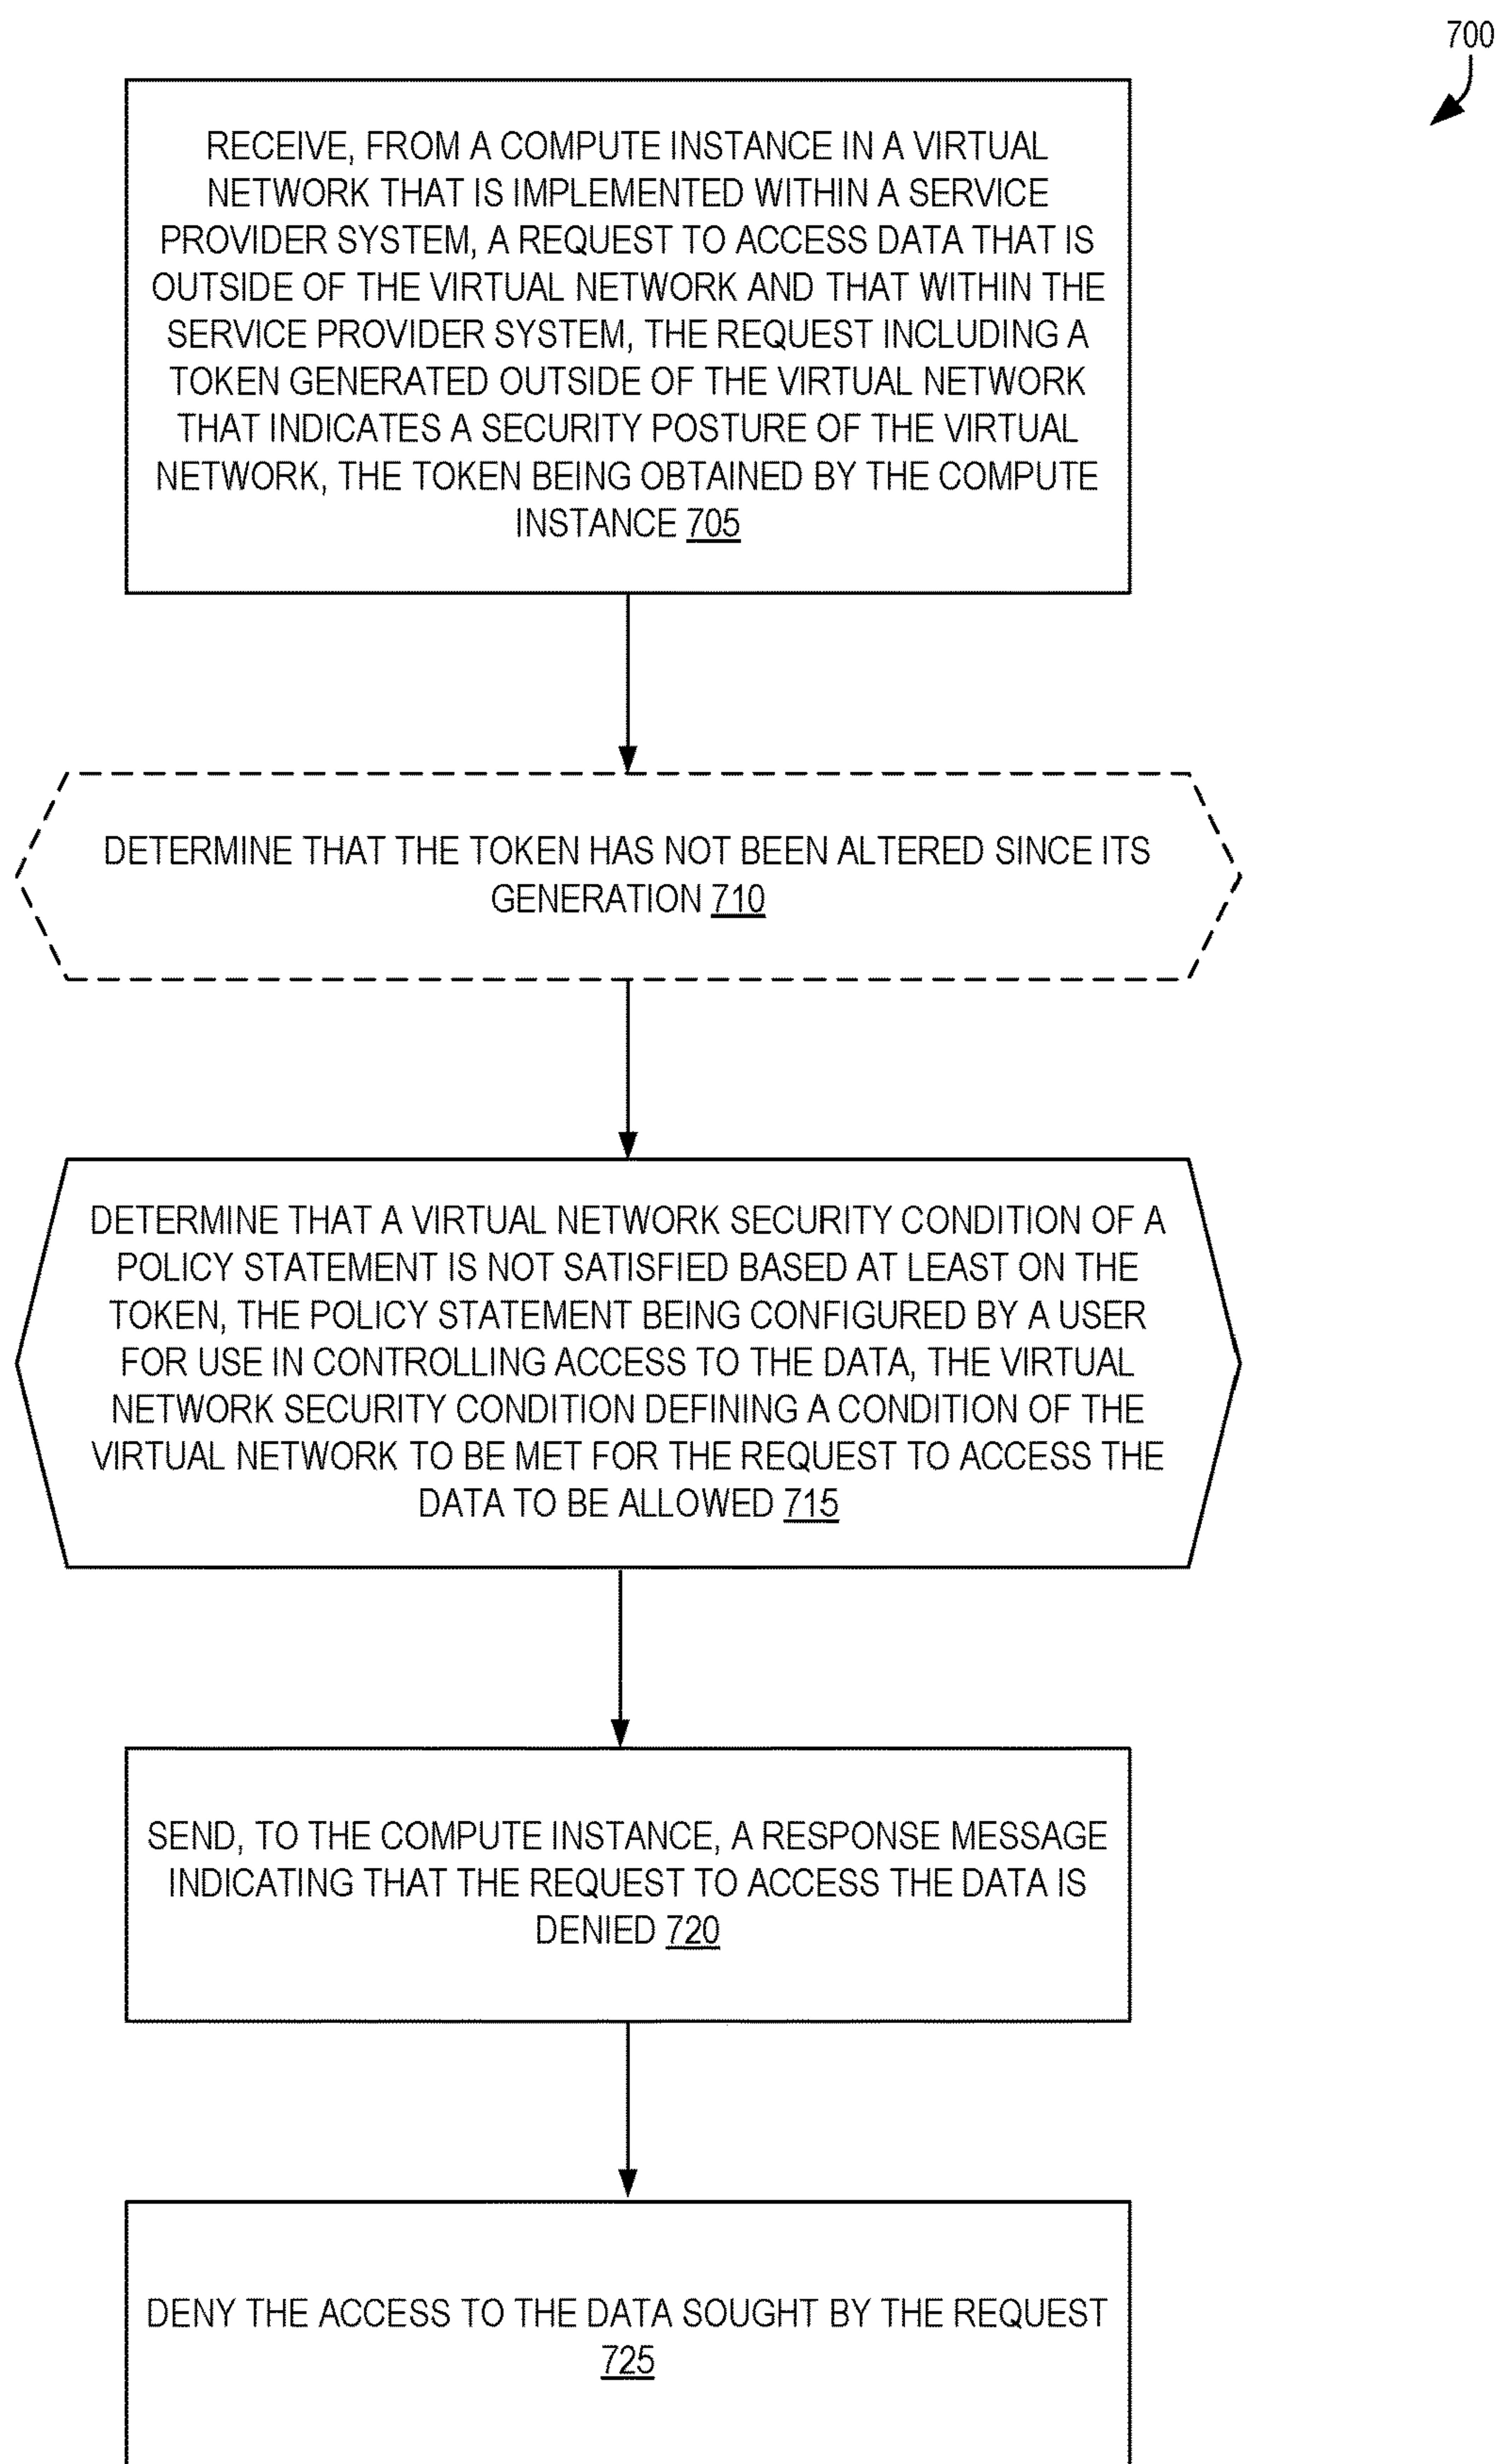 700
RECEIVE, FROM A COMPUTE INSTANCE IN A VIRTUAL
NETWORK THAT IS IMPLEMENTED WITHIN A SERVICE
PROVIDER SYSTEM, A REQUEST TO ACCESS DATA THAT IS
OUTSIDE OF THE VIRTUAL NETWORK AND THAT WITHIN THE
SERVICE PROVIDER SYSTEM, THE REQUEST INCLUDING A
TOKEN GENERATED OUTSIDE OF THE VIRTUAL NETWORK
THAT INDICATES A SECURITY POSTURE OF THE VIRTUAL
NETWORK, THE TOKEN BEING OBTAINED BY THE COMPUTE
INSTANCE 705
DETERMINE THAT THE TOKEN HAS NOT BEEN ALTERED SINCE ITS
GENERATION 710
DETERMINE THAT A VIRTUAL NETWORK SECURITY CONDITION OF A
POLICY STATEMENT IS NOT SATISFIED BASED AT LEAST ON THE
TOKEN, THE POLICY STATEMENT BEING CONFIGURED BY A USER
FOR USE IN CONTROLLING ACCESS TO THE DATA, THE VIRTUAL
NETWORK SECURITY CONDITION DEFINING A CONDITION OF THE
VIRTUAL NETWORK TO BE MET FOR THE REQUEST TO ACCESS THE
DATA TO BE ALLOWED 715
SEND, TO THE COMPUTE INSTANCE, A RESPONSE MESSAGE
INDICATING THAT THE REQUEST TO ACCESS THE DATA IS
DENIED 720
DENY THE ACCESS TO THE DATA SOUGHT BY THE REQUEST
725